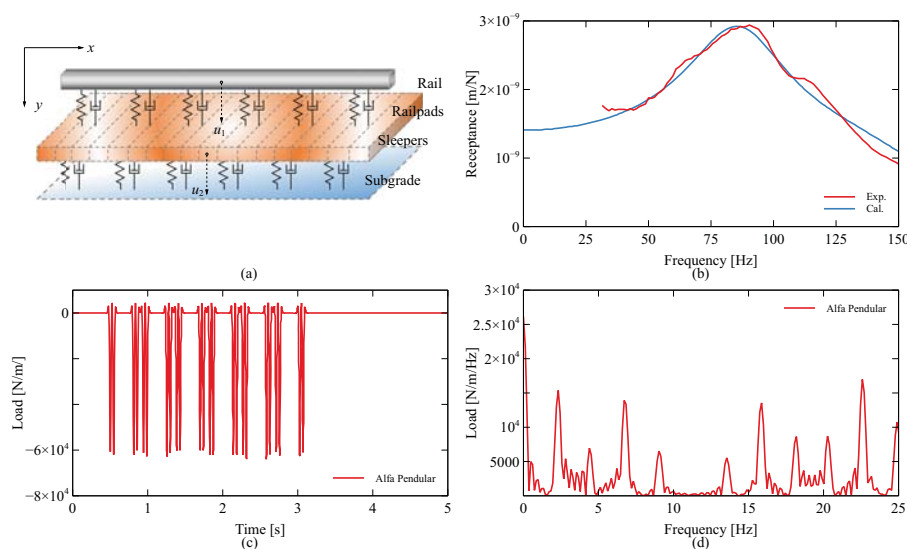 x
y
Rail
Railpads
u1
Sleepers
u2
Subgrade
(a)
3×10⁻⁹
2×10⁻⁹
10⁻⁹
0
Receptance [m/N]
Exp.
Cal.
0 25 50 75 100 125 150
Frequency [Hz]
(b)
0
−4×10⁴
−6×10⁴
−8×10⁴
Load [N/m/]
Alfa Pendular
0 1 2 3 4 5
Time [s]
(c)
3×10⁴
2.5×10⁴
2×10⁴
10⁴
5000
Load [N/m/Hz]
Alfa Pendular
0 5 10 15 20 25
Frequency [Hz]
(d)